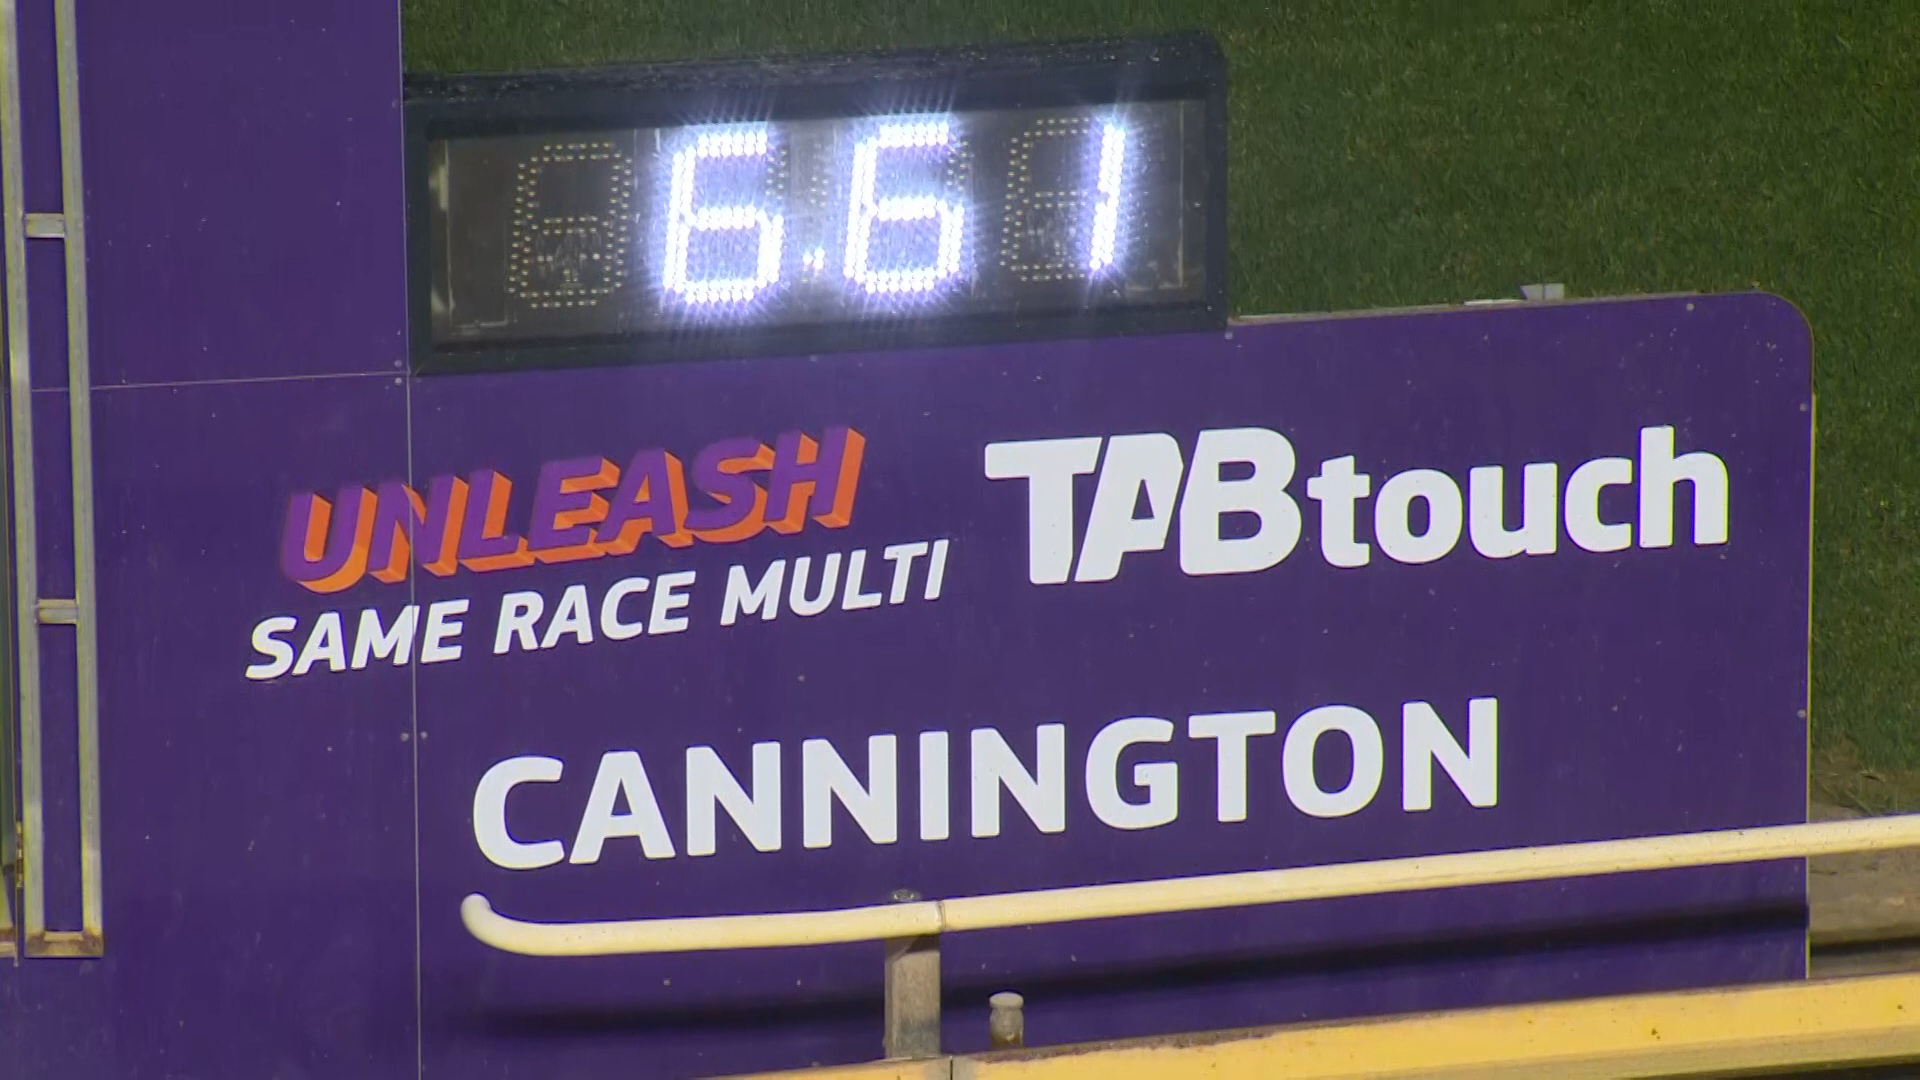 6.61
UNLEASH
SAME RACE MULTI
TABtouch
CANNINGTON